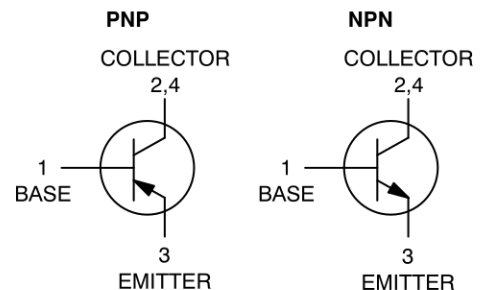 PNP
COLLECTOR
2,4
1
BASE
3
EMITTER
NPN
COLLECTOR
2,4
1
BASE
3
EMITTER